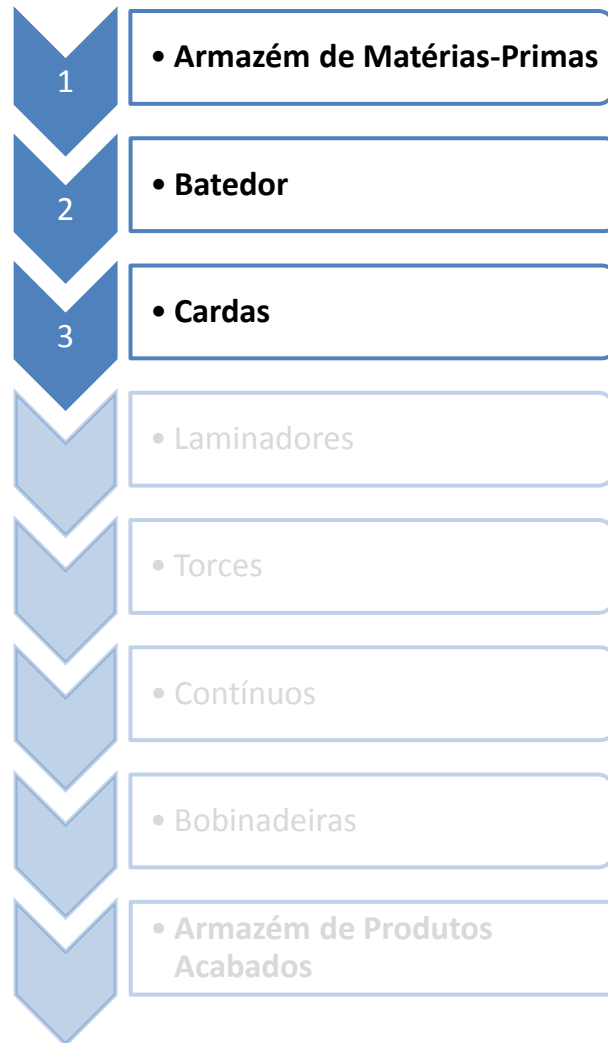 1
• Armazém de Matérias-Primas
2
• Batedor
3
• Cardas
• Laminadores
• Torces
• Contínuos
• Bobinadeiras
• Armazém de Produtos
Acabados